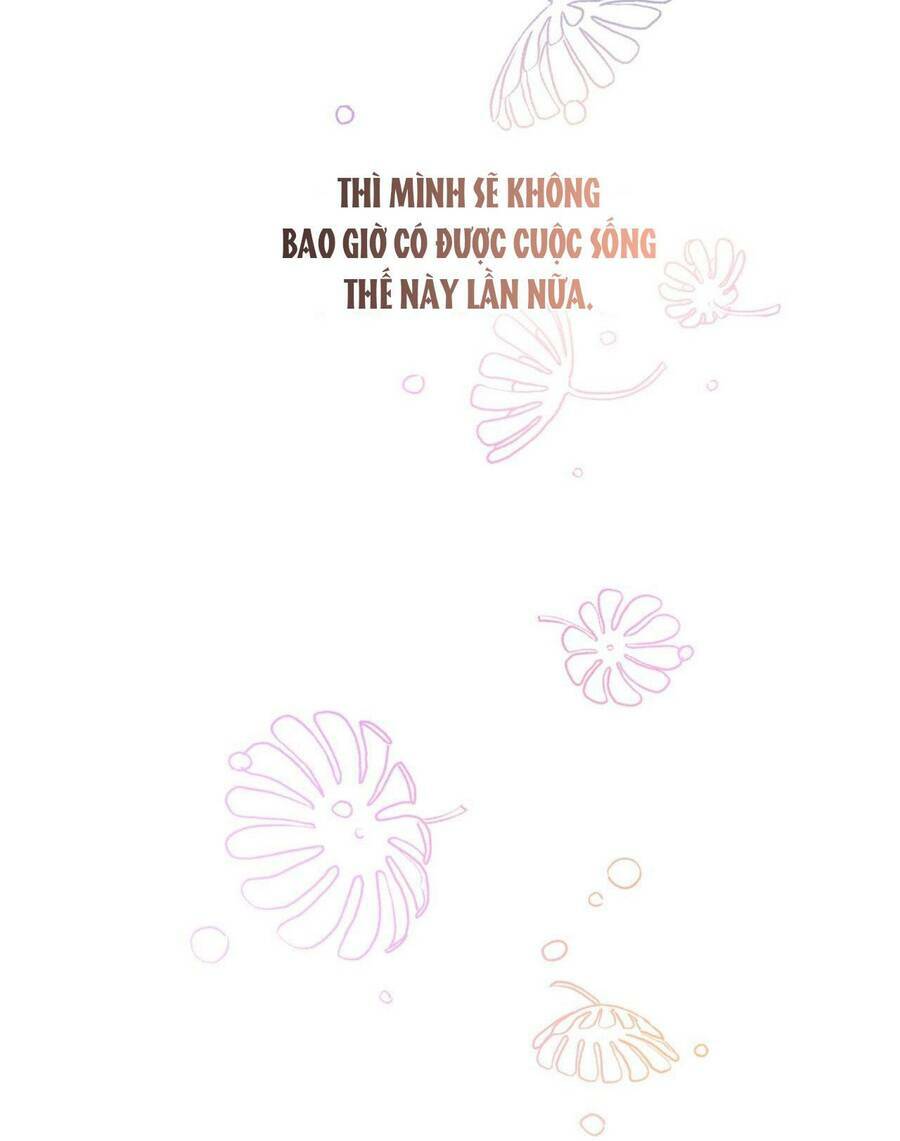 THÌ MÌNH SẼ KHÔNG
BAO GIỜ CÓ ĐƯỢC CUỘC SỐNG
THẾ NÀY LẦN NỮA.